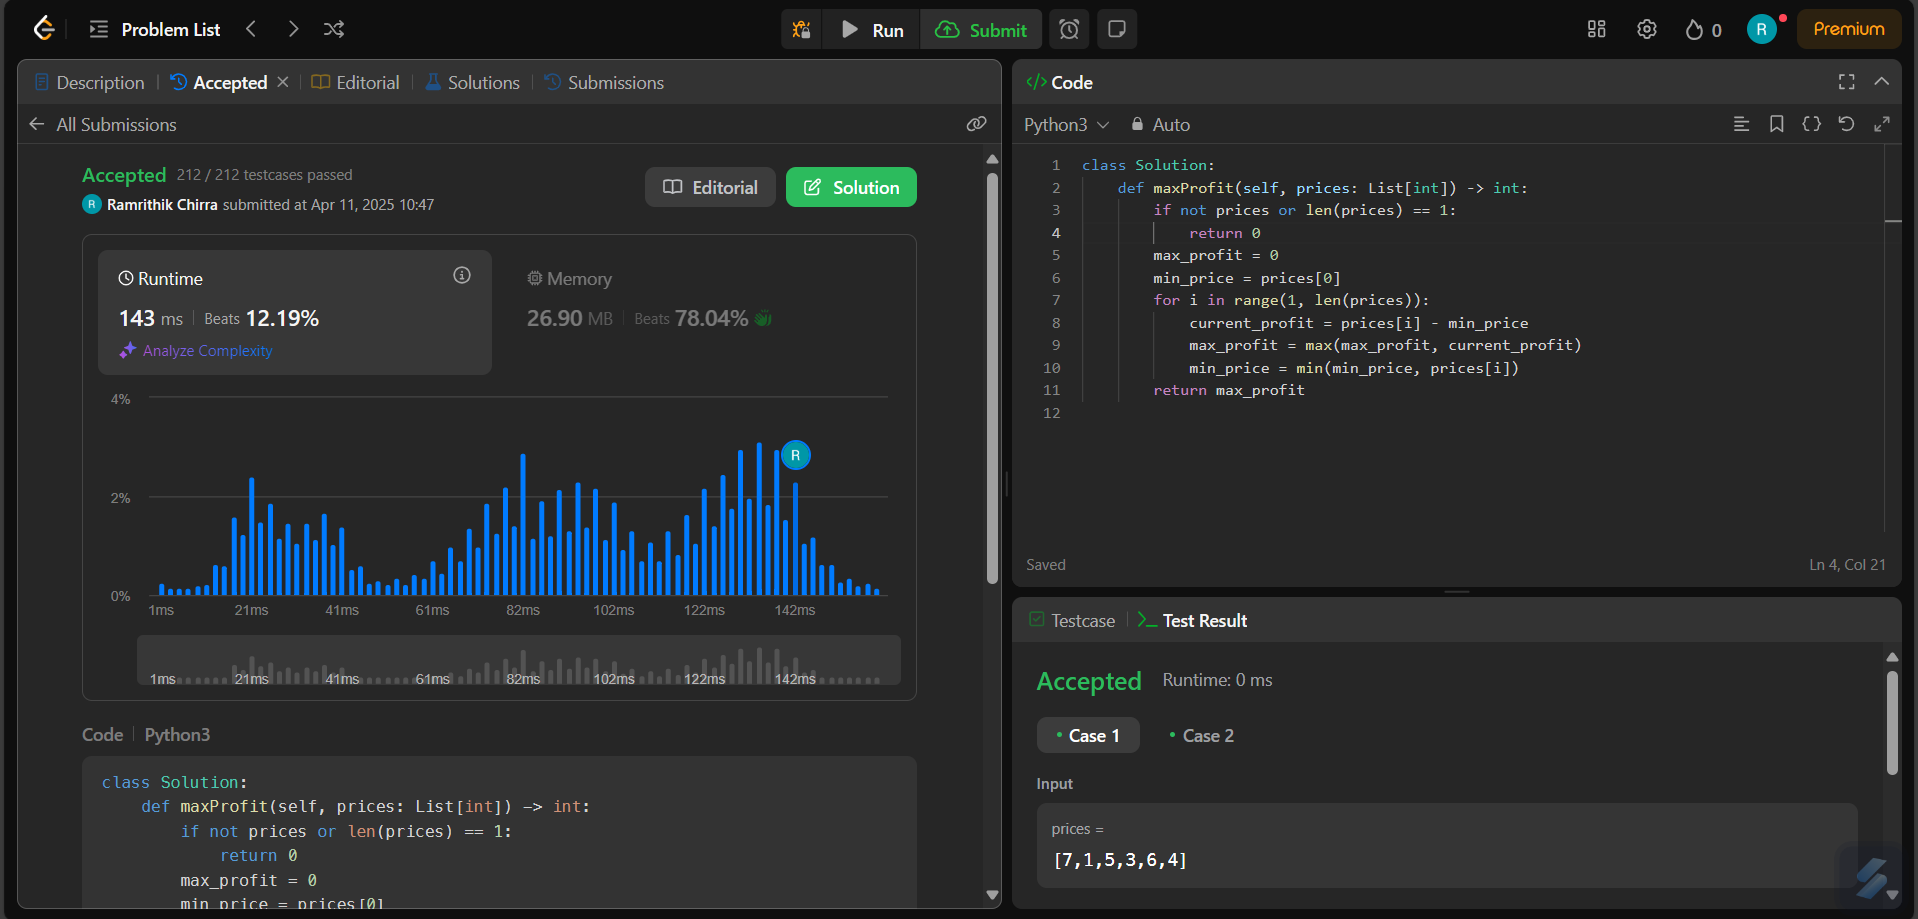 Problem List
Run
Submit
0
R
Premium
Description
Accepted
Editorial
Solutions
Submissions
All Submissions
Accepted 212 / 212 testcases passed
R Ramrithik Chirra submitted at Apr 11, 2025 10:47
Editorial
Solution
Runtime
143 ms Beats 12.19%
Analyze Complexity
Memory
26.90 MB Beats 78.04%
4%
2%
0%
R
1ms 21ms 41ms 61ms 82ms 102ms 122ms 142ms
1ms 21ms 41ms 61ms 82ms 102ms 122ms 142ms
Code Python3
class Solution:
    def maxProfit(self, prices: List[int]) -> int:
        if not prices or len(prices) == 1:
            return 0
        max_profit = 0
        min_price = prices[0]
</> Code
Python3 Auto
1 class Solution:
2     def maxProfit(self, prices: List[int]) -> int:
3         if not prices or len(prices) == 1:
4             return 0
5         max_profit = 0
6         min_price = prices[0]
7         for i in range(1, len(prices)):
8             current_profit = prices[i] - min_price
9             max_profit = max(max_profit, current_profit)
10             min_price = min(min_price, prices[i])
11         return max_profit
12
Saved
Ln 4, Col 21
Testcase
Test Result
Accepted Runtime: 0 ms
Case 1
Case 2
Input
prices =
[7,1,5,3,6,4]